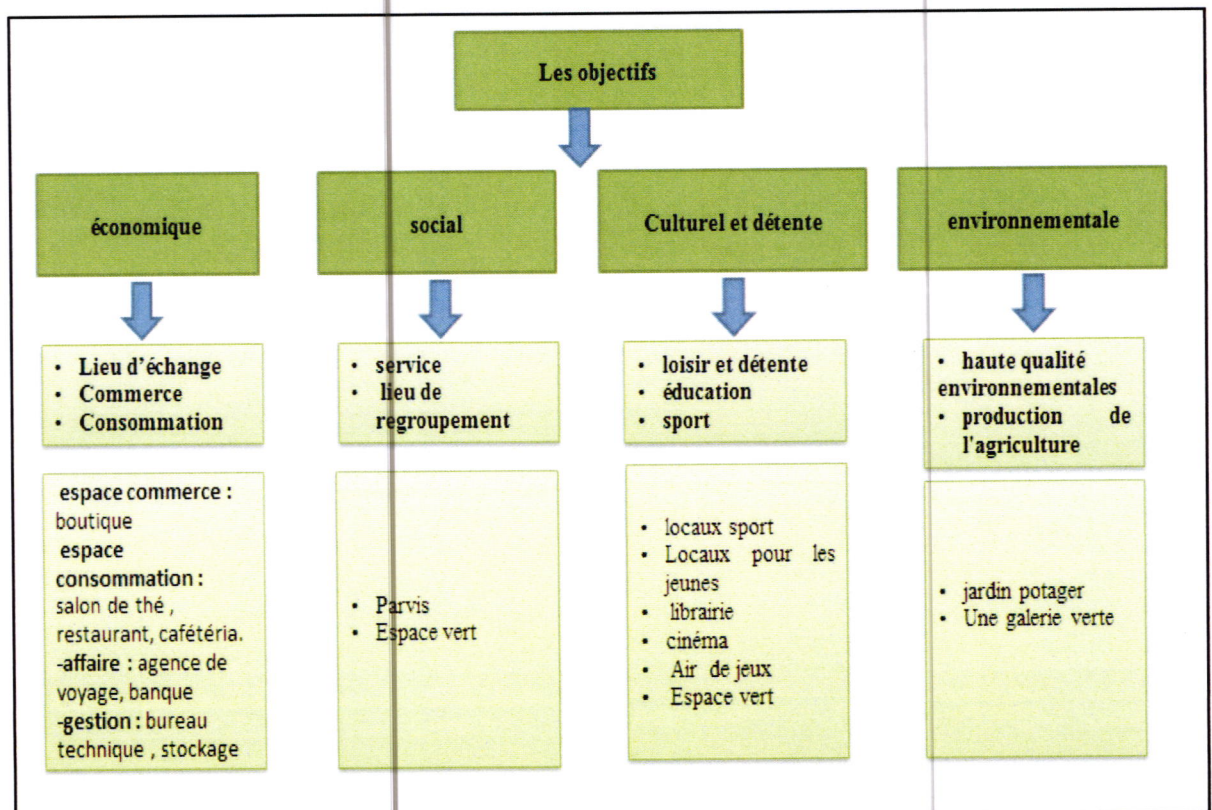 Les objectifs
économique
social
Culturel et détente
environnementale
• Lieu d'échange
• Commerce
• Consommation
• service
• lieu de
regroupement
• loisir et détente
• éducation
• sport
• haute qualité
environnementales
• production de
l'agriculture
espace commerce :
boutique
espace
consommation :
salon de thé ,
restaurant, cafétéria.
-affaire : agence de
voyage, banque
-gestion : bureau
technique , stockage
• Parvis
• Espace vert
• locaux sport
• Locaux pour les
jeunes
• librairie
• cinéma
• Air de jeux
• Espace vert
• jardin potager
• Une galerie verte